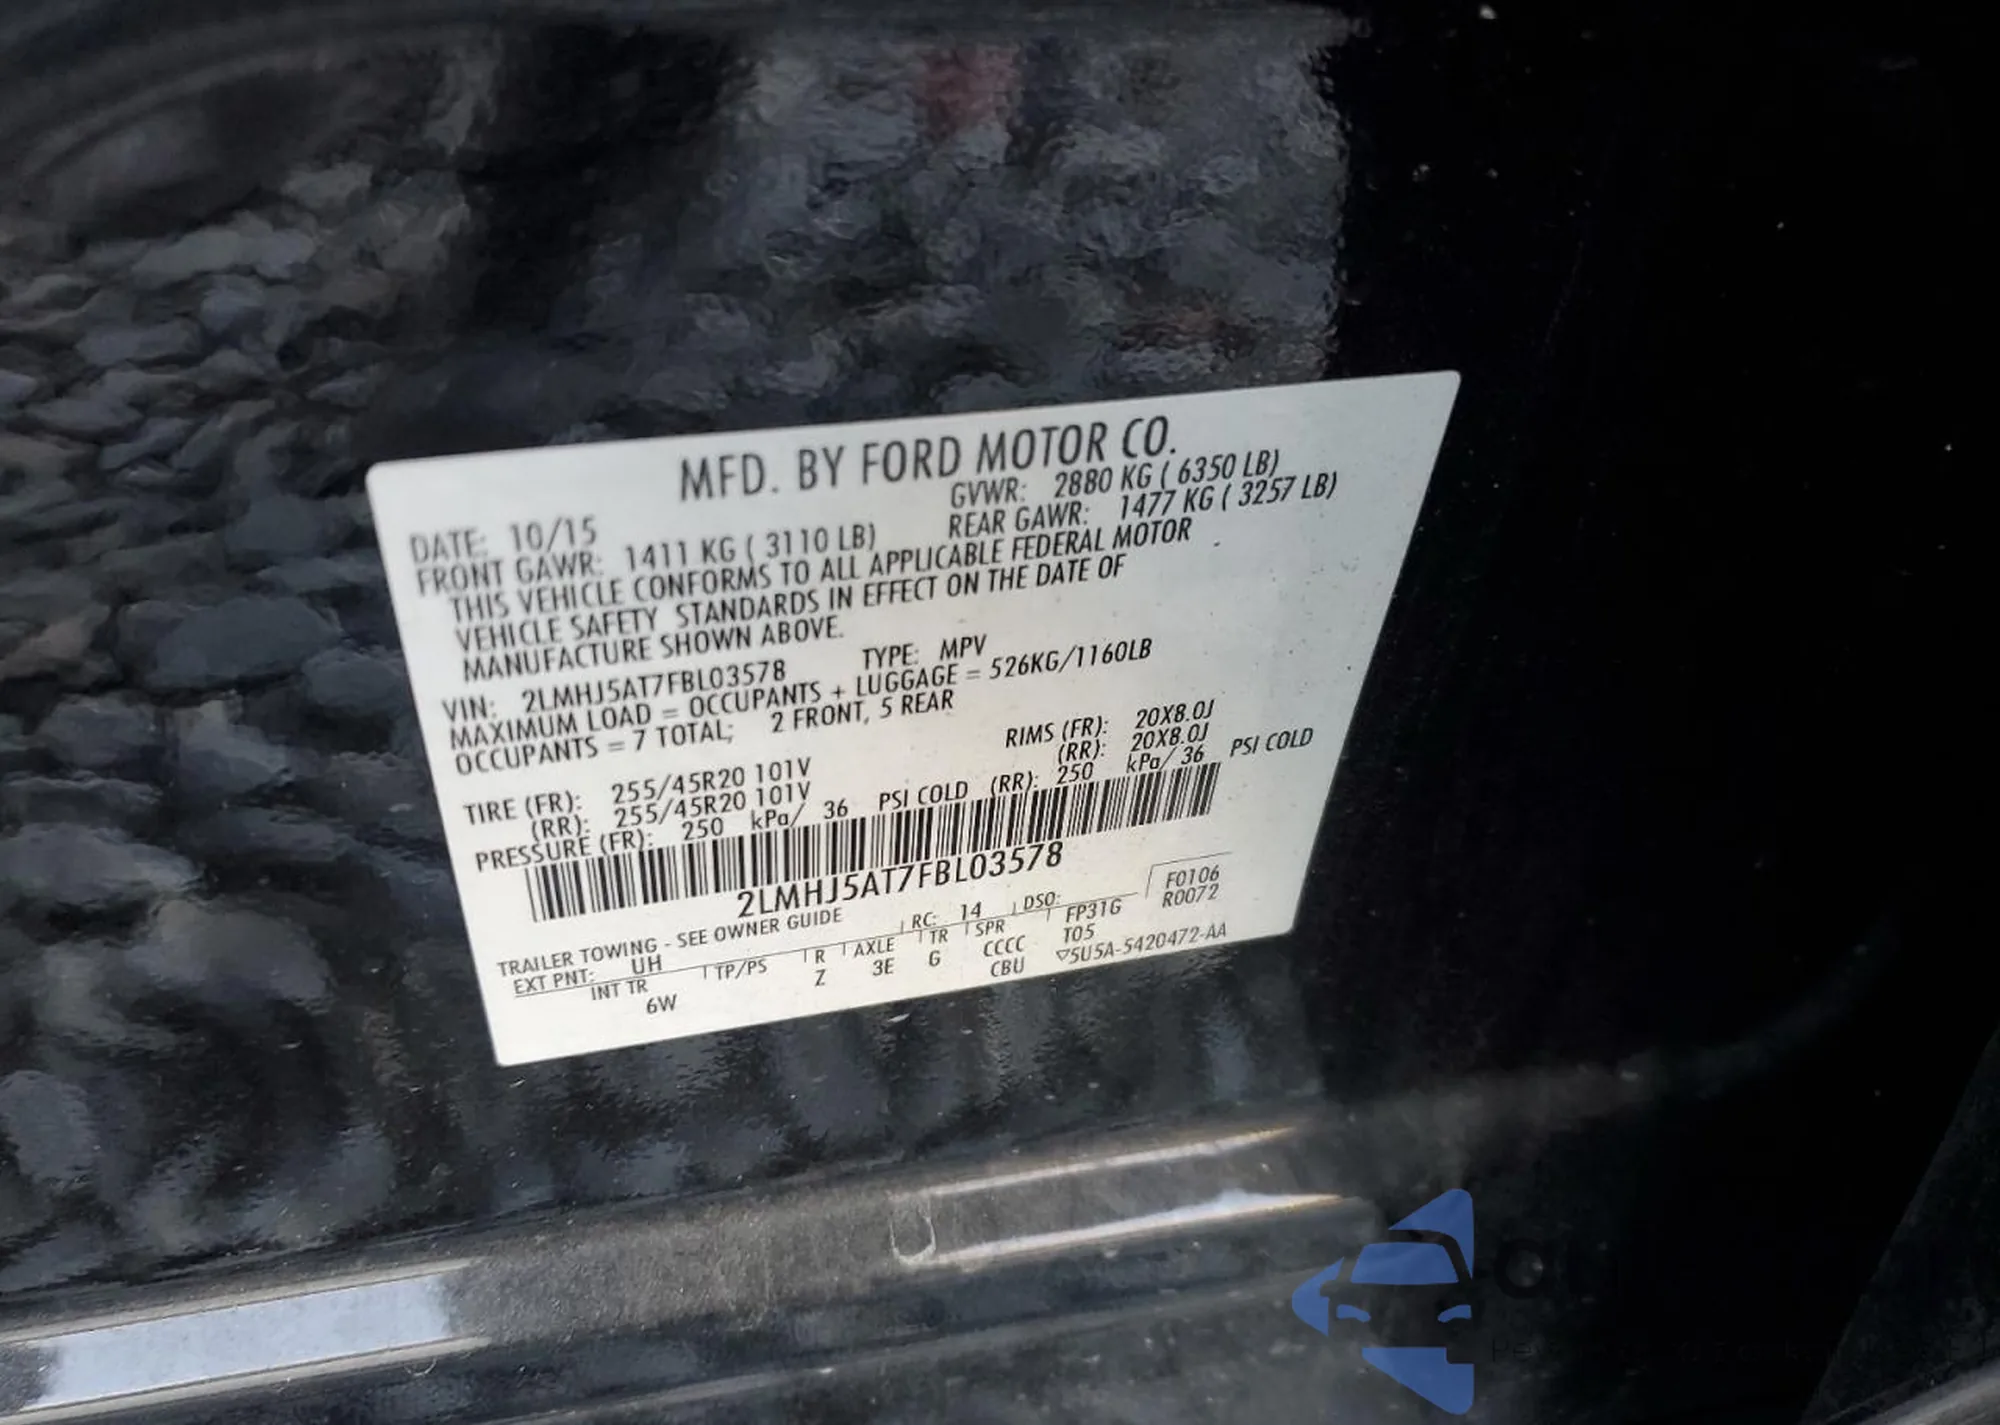 MFD. BY FORD MOTOR CO.
DATE: 10/15 GVWR: 2880 KG ( 6350 LB)
FRONT GAWR: 1411 KG ( 3110 LB) REAR GAWR: 1477 KG ( 3257 LB)
THIS VEHICLE CONFORMS TO ALL APPLICABLE FEDERAL MOTOR
VEHICLE SAFETY STANDARDS IN EFFECT ON THE DATE OF
MANUFACTURE SHOWN ABOVE.
VIN: 2LMHJ5AT7FBL03578 TYPE: MPV
MAXIMUM LOAD = OCCUPANTS + LUGGAGE = 526KG/1160LB
OCCUPANTS = 7 TOTAL; 2 FRONT, 5 REAR
TIRE (FR): 255/45R20 101V RIMS (FR): 20X8.0J
(RR): 255/45R20 101V (RR): 20X8.0J
PRESSURE (FR): 250 kPa/ 36 PSI COLD (RR): 250 kPa/ 36 PSI COLD
2LMHJ5AT7FBL03578
TRAILER TOWING - SEE OWNER GUIDE
F0106
EXT PNT: UH RC: 14 DSO: FP31G R0072
INT TR TP/PS R AXLE TR SPR T05
6W Z 3E G CCCC
CBU ▽5U5A-5420472-AA